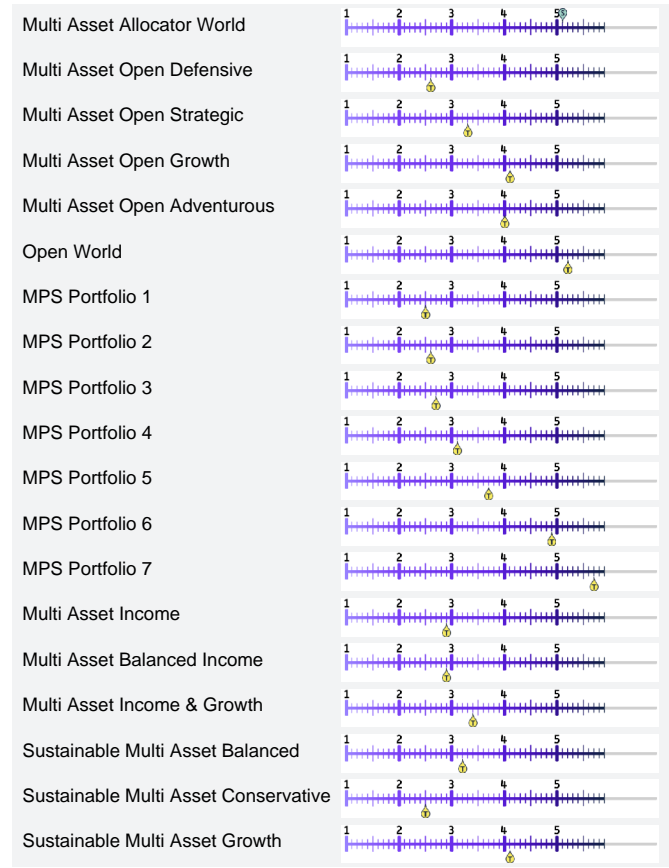 Multi Asset Allocator World 1 2 3 4 5 S
Multi Asset Open Defensive 1 2 3 4 5 T
Multi Asset Open Strategic 1 2 3 4 5 T
Multi Asset Open Growth 1 2 3 4 5 T
Multi Asset Open Adventurous 1 2 3 4 5 T
Open World 1 2 3 4 5 T
MPS Portfolio 1 1 2 3 4 5 T
MPS Portfolio 2 1 2 3 4 5 T
MPS Portfolio 3 1 2 3 4 5 T
MPS Portfolio 4 1 2 3 4 5 T
MPS Portfolio 5 1 2 3 4 5 T
MPS Portfolio 6 1 2 3 4 5 T
MPS Portfolio 7 1 2 3 4 5 T
Multi Asset Income 1 2 3 4 5 T
Multi Asset Balanced Income 1 2 3 4 5 T
Multi Asset Income & Growth 1 2 3 4 5 T
Sustainable Multi Asset Balanced 1 2 3 4 5 T
Sustainable Multi Asset Conservative 1 2 3 4 5 T
Sustainable Multi Asset Growth 1 2 3 4 5 T